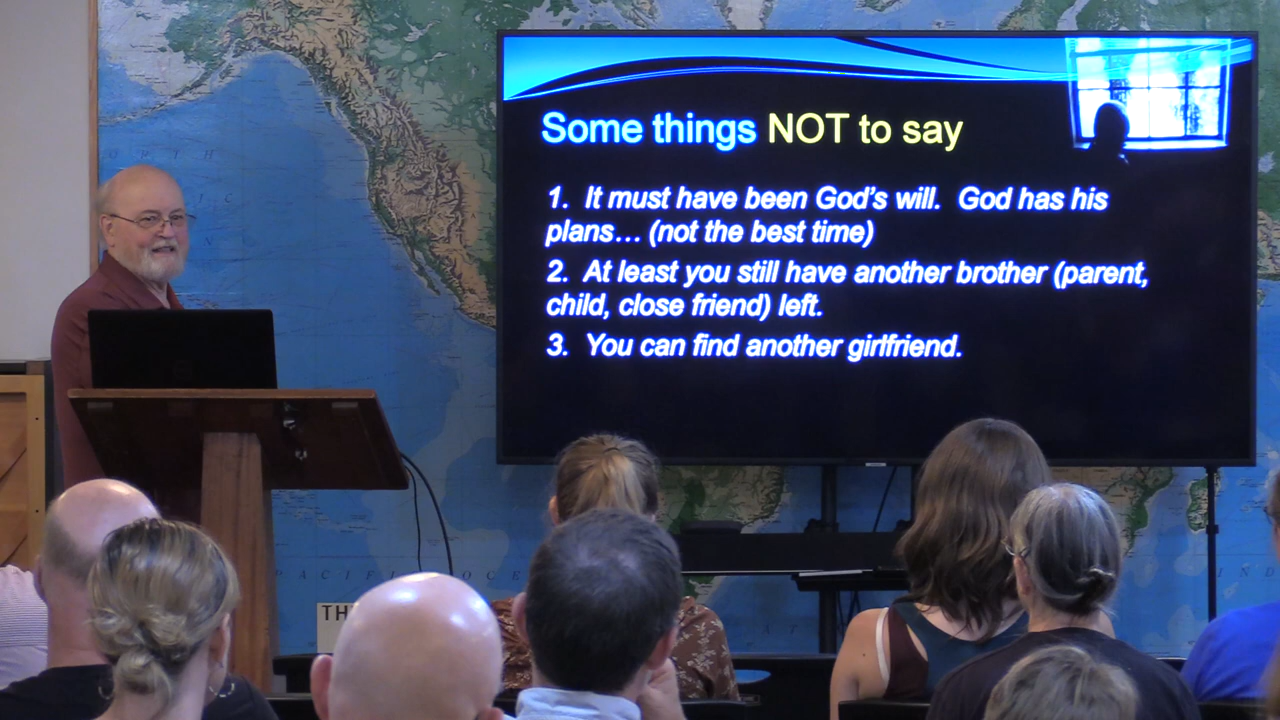 Some things NOT to say
1. It must have been God's will. God has his
plans… (not the best time)
2. At least you still have another brother (parent,
child, close friend) left.
3. You can find another girlfriend.
TH